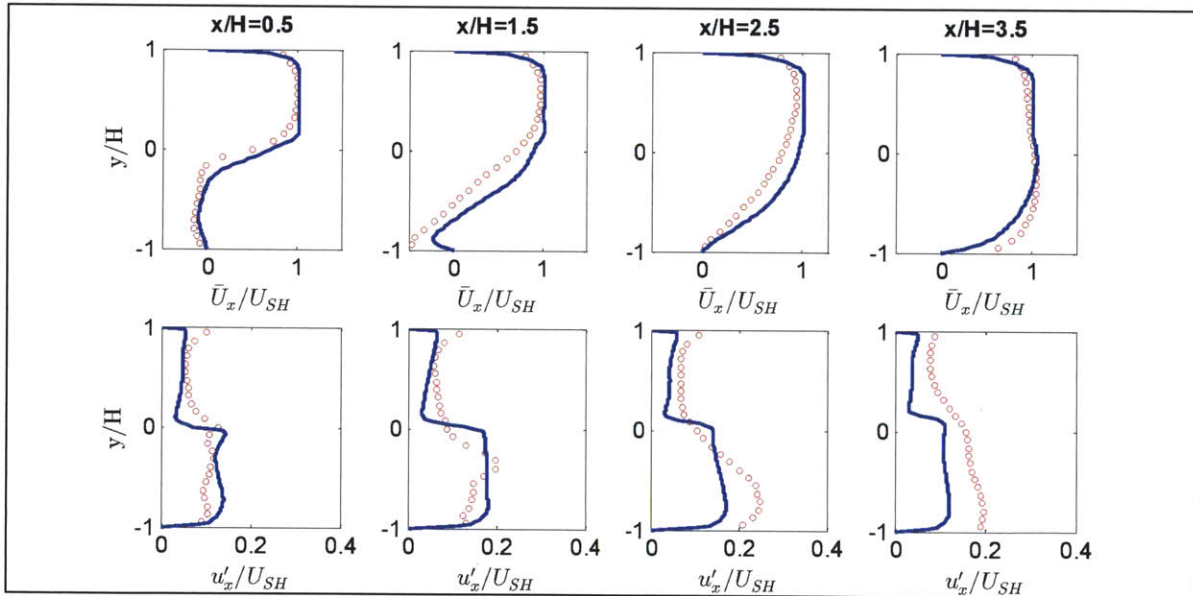 x/H=0.5 x/H=1.5 x/H=2.5 x/H=3.5
1 1 1 1
y/H 0 0 0 0
-1 -1 -1 -1
0 1 0 1 0 1 0 1
Ū_x/U_SH Ū_x/U_SH Ū_x/U_SH Ū_x/U_SH
1 1 1 1
y/H 0 0 0 0
-1 -1 -1 -1
0 0.2 0.4 0 0.2 0.4 0 0.2 0.4 0 0.2 0.4
u′_x/U_SH u′_x/U_SH u′_x/U_SH u′_x/U_SH